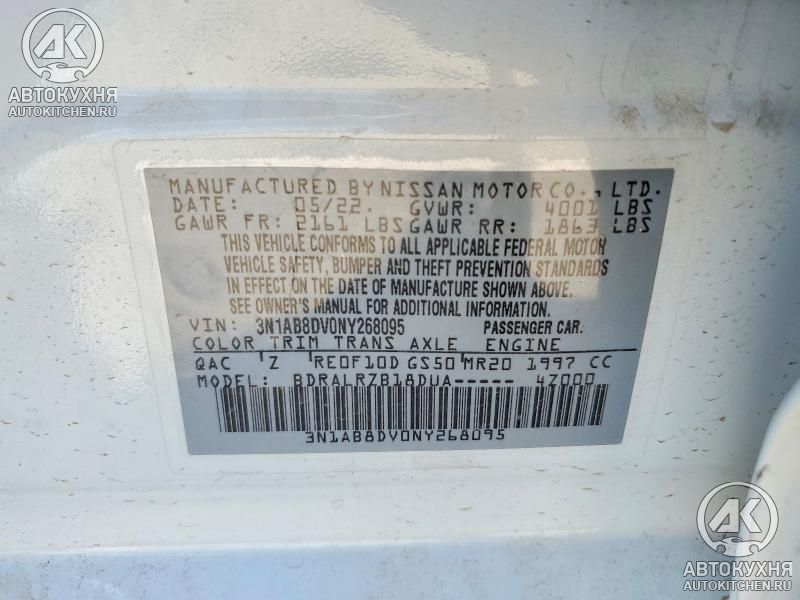 АК
АВТОКУХНЯ
AUTOKITCHEN.RU
MANUFACTURED BY NISSAN MOTOR CO., LTD.
DATE: 05/22. GVWR: 4001 LBS
GAWR FR: 2161 LBS GAWR RR: 1863 LBS
THIS VEHICLE CONFORMS TO ALL APPLICABLE FEDERAL MOTOR
VEHICLE SAFETY, BUMPER AND THEFT PREVENTION STANDARDS
IN EFFECT ON THE DATE OF MANUFACTURE SHOWN ABOVE.
SEE OWNER'S MANUAL FOR ADDITIONAL INFORMATION.
VIN: 3N1AB8DV0NY268095 PASSENGER CAR.
COLOR TRIM TRANS AXLE ENGINE
QAC Z RE0F10D GS50 MR20 1997 CC
MODEL: BDRALRZB18DUA----- 4Z000
3N1AB8DV0NY268095
АК
АВТОКУХНЯ
AUTOKITCHEN.RU